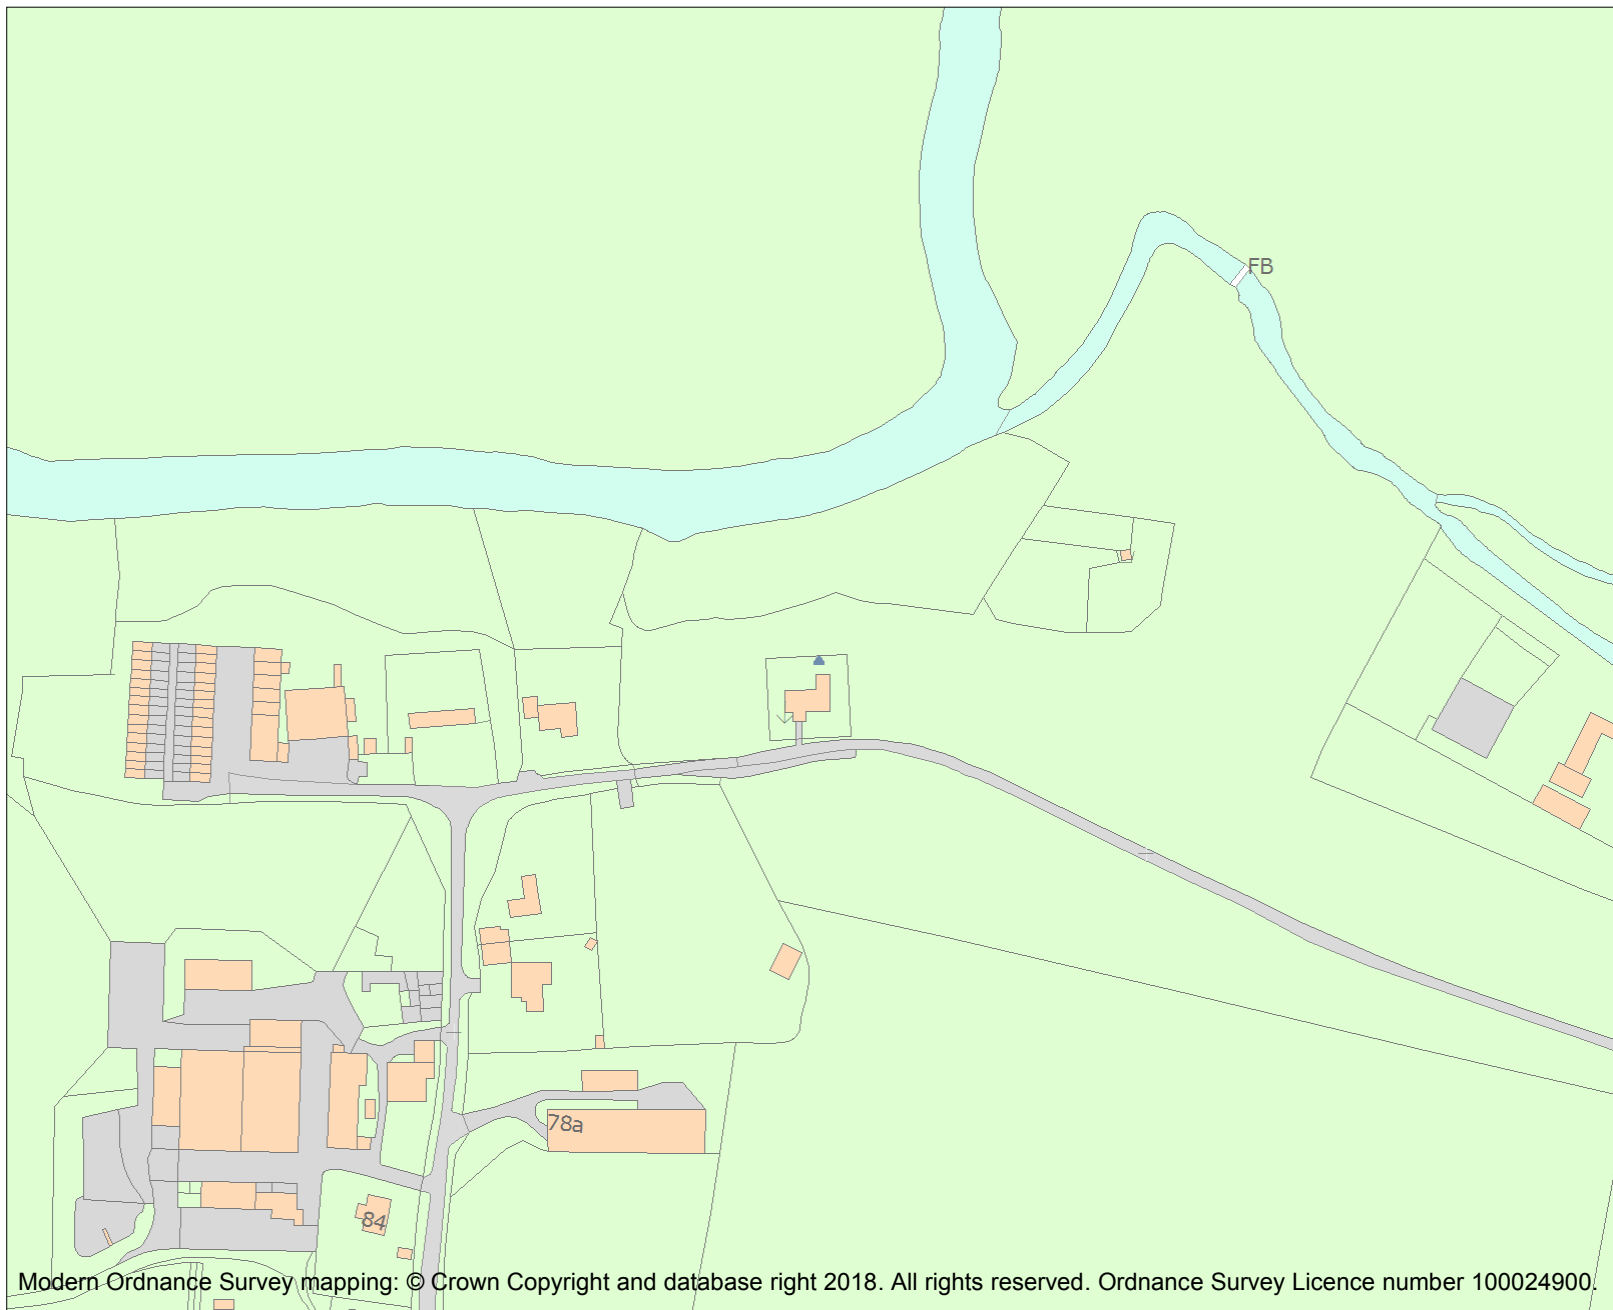 FB
78a
84
Modern Ordnance Survey mapping: © Crown Copyright and database right 2018. All rights reserved. Ordnance Survey Licence number 100024900.